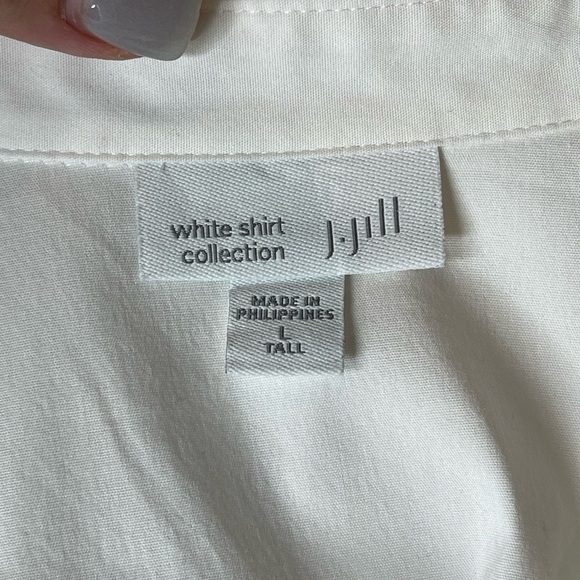 white shirt
collection
J.Jill
MADE IN
PHILIPPINES
L
TALL